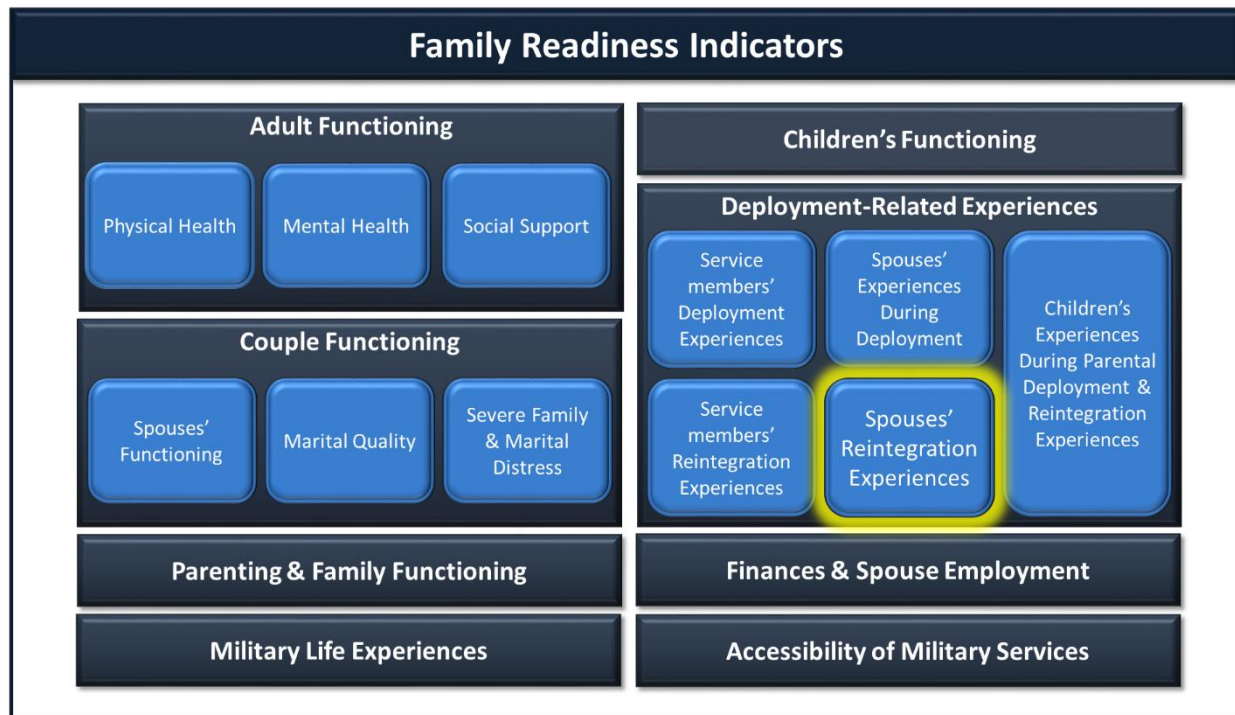 Family Readiness Indicators
Adult Functioning
Physical Health
Mental Health
Social Support
Couple Functioning
Spouses’
Functioning
Marital Quality
Severe Family
& Marital
Distress
Parenting & Family Functioning
Military Life Experiences
Children’s Functioning
Deployment-Related Experiences
Service
members’
Deployment
Experiences
Spouses’
Experiences
During
Deployment
Children’s
Experiences
During Parental
Deployment &
Reintegration
Experiences
Service
members’
Reintegration
Experiences
Spouses’
Reintegration
Experiences
Finances & Spouse Employment
Accessibility of Military Services